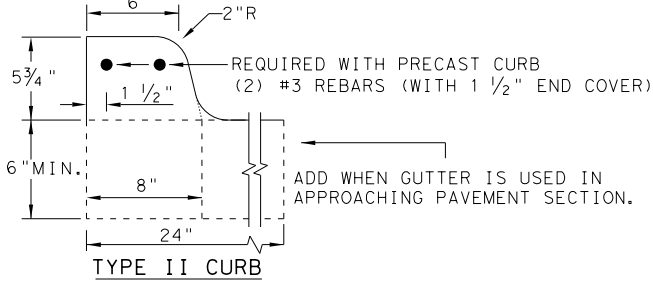 6"
2"R
REQUIRED WITH PRECAST CURB
(2) #3 REBARS (WITH 1 ½" END COVER)
5¾"
1 ½"
6"MIN.
8"
ADD WHEN GUTTER IS USED IN
APPROACHING PAVEMENT SECTION.
24"
TYPE II CURB